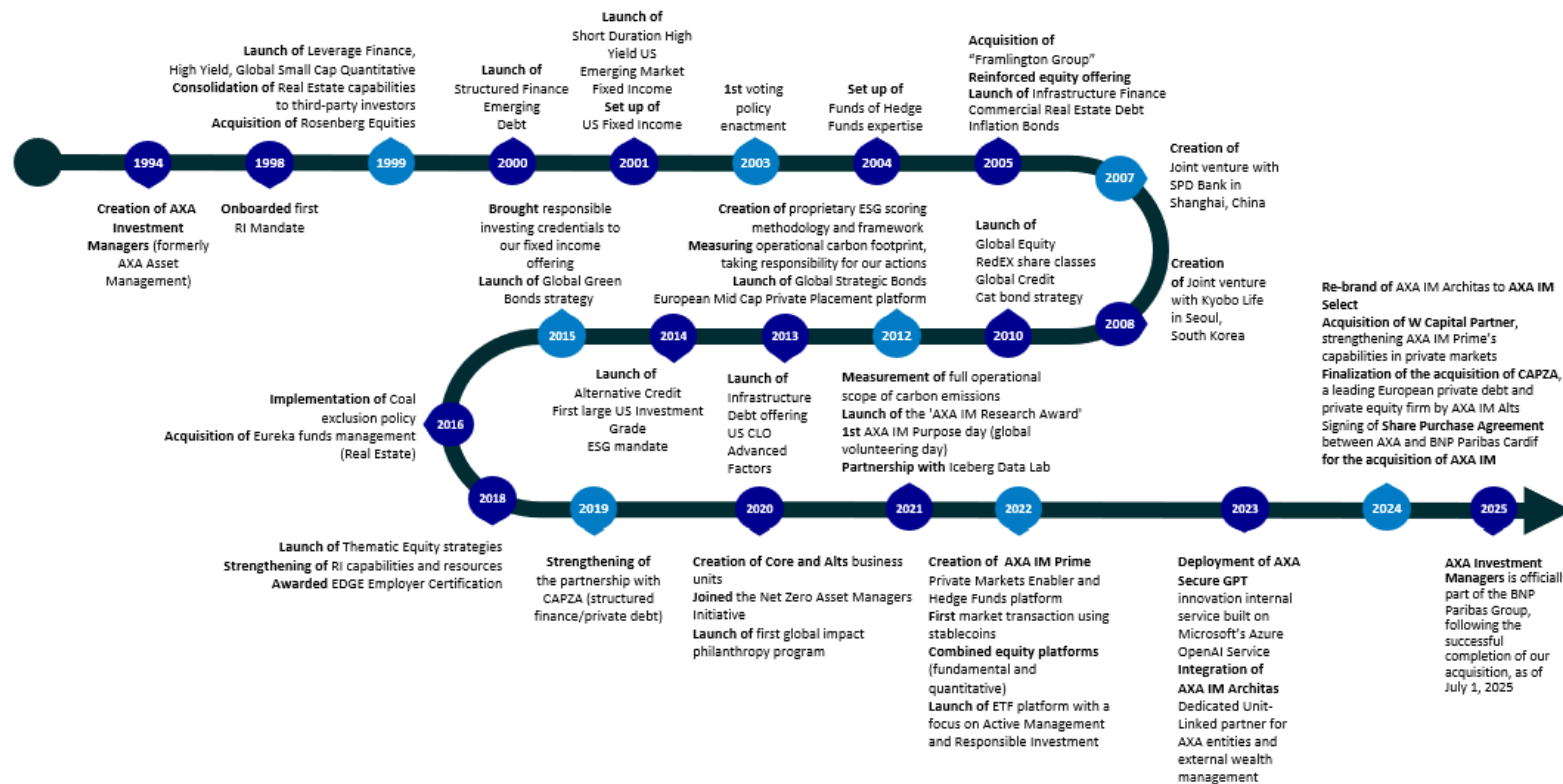 Launch of Leverage Finance,
High Yield, Global Small Cap Quantitative
Consolidation of Real Estate capabilities
to third-party investors
Acquisition of Rosenberg Equities
Launch of
Structured Finance
Emerging
Debt
Launch of
Short Duration High
Yield US
Emerging Market
Fixed Income
Set up of
US Fixed Income
1st voting
policy
enactment
Set up of
Funds of Hedge
Funds expertise
Acquisition of
“Framlington Group”
Reinforced equity offering
Launch of Infrastructure Finance
Commercial Real Estate Debt
Inflation Bonds
1994
1998
1999
2000
2001
2003
2004
2005
2007
Creation of
Joint venture with
SPD Bank in
Shanghai, China
Creation of AXA
Investment
Managers (formerly
AXA Asset
Management)
Onboarded first
RI Mandate
Brought responsible
investing credentials to
our fixed income
offering
Launch of Global Green
Bonds strategy
Creation of proprietary ESG scoring
methodology and framework
Measuring operational carbon footprint,
taking responsibility for our actions
Launch of Global Strategic Bonds
European Mid Cap Private Placement platform
Launch of
Global Equity
RedEX share classes
Global Credit
Cat bond strategy
Creation
of Joint venture
with Kyobo Life
in Seoul,
South Korea
2015
2014
2013
2012
2010
2008
Re-brand of AXA IM Architas to AXA IM
Select
Acquisition of W Capital Partner,
strengthening AXA IM Prime's
capabilities in private markets
Finalization of the acquisition of CAPZA,
a leading European private debt and
private equity firm by AXA IM Alts
Signing of Share Purchase Agreement
between AXA and BNP Paribas Cardif
for the acquisition of AXA IM
Implementation of Coal
exclusion policy
Acquisition of Eureka funds management
(Real Estate)
2016
Launch of
Alternative Credit
First large US Investment
Grade
ESG mandate
Launch of
Infrastructure
Debt offering
US CLO
Advanced
Factors
Measurement of full operational
scope of carbon emissions
Launch of the 'AXA IM Research Award'
1st AXA IM Purpose day (global
volunteering day)
Partnership with Iceberg Data Lab
2018
2019
2020
2021
2022
2023
2024
2025
Launch of Thematic Equity strategies
Strengthening of RI capabilities and resources
Awarded EDGE Employer Certification
Strengthening of
the partnership with
CAPZA (structured
finance/private debt)
Creation of Core and Alts business
units
Joined the Net Zero Asset Managers
Initiative
Launch of first global impact
philanthropy program
Creation of AXA IM Prime
Private Markets Enabler and
Hedge Funds platform
First market transaction using
stablecoins
Combined equity platforms
(fundamental and
quantitative)
Launch of ETF platform with a
focus on Active Management
and Responsible Investment
Deployment of AXA
Secure GPT
innovation internal
service built on
Microsoft's Azure
OpenAI Service
Integration of
AXA IM Architas
Dedicated Unit-
Linked partner for
AXA entities and
external wealth
management
AXA Investment
Managers is officiall
part of the BNP
Paribas Group,
following the
successful
completion of our
acquisition, as of
July 1, 2025